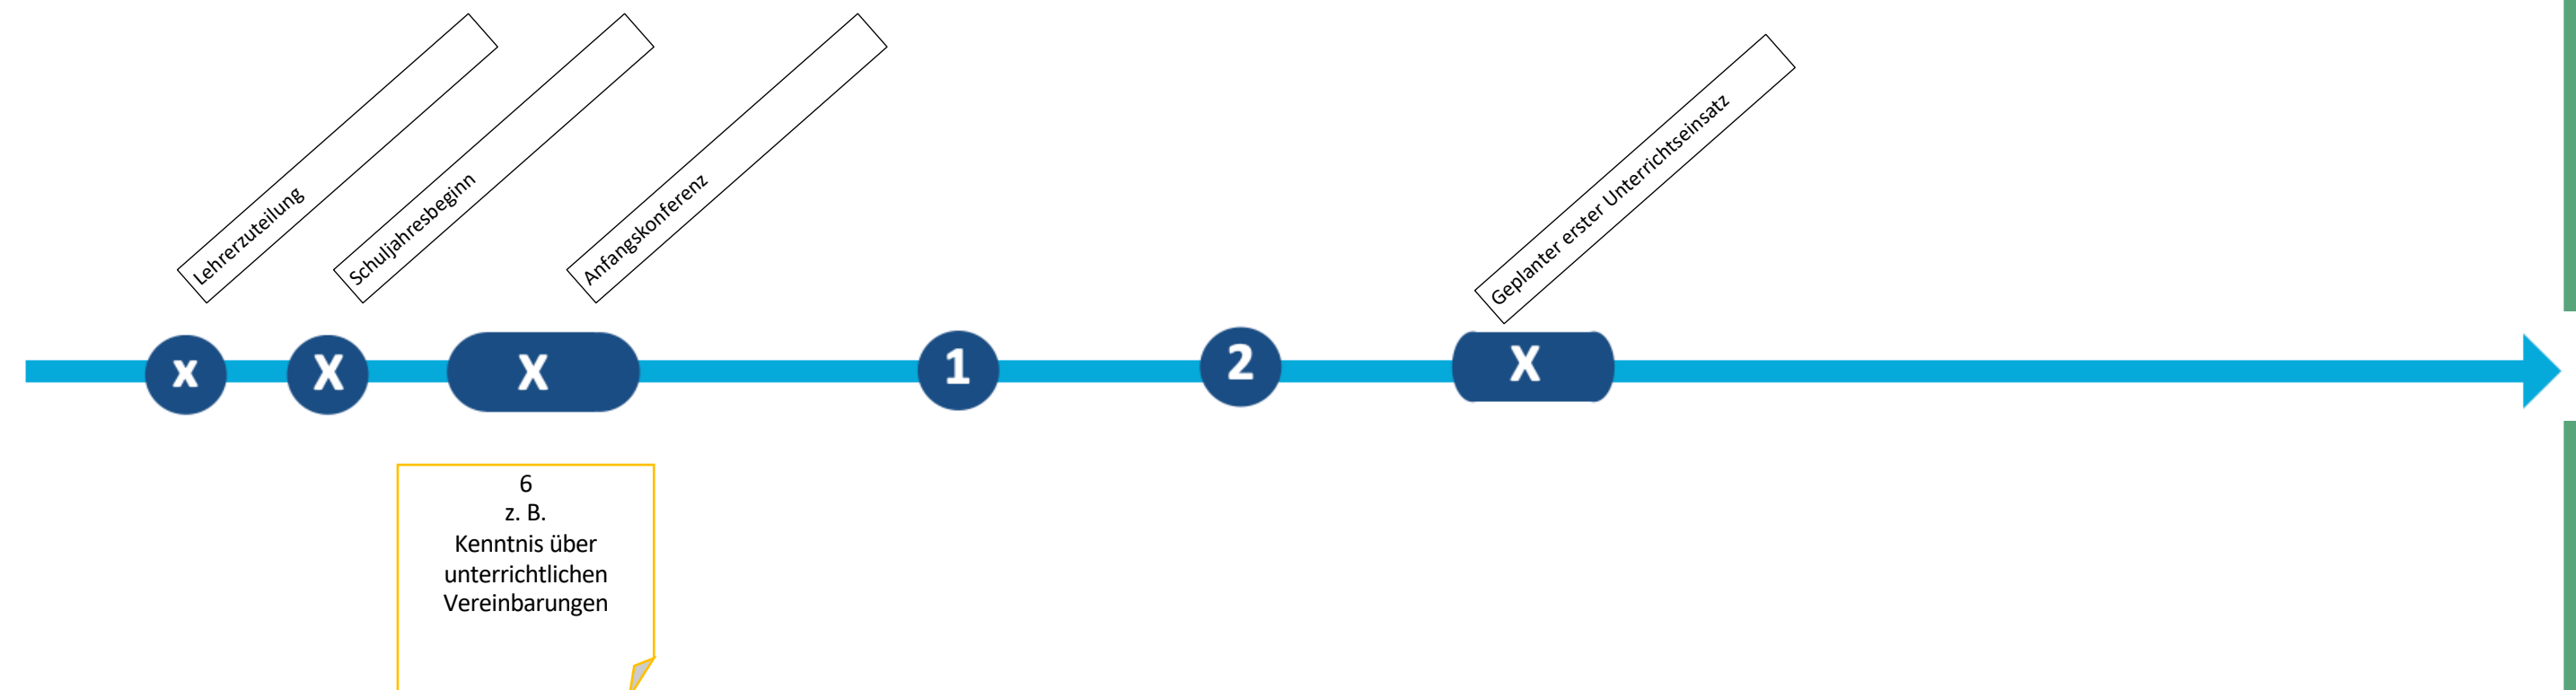 Lehrerzuteilung
Schuljahresbeginn
Anfangskonferenz
Geplanter erster Unterrichtseinsatz
x
X
X
1
2
X
6
z. B.
Kenntnis über
unterrichtlichen
Vereinbarungen